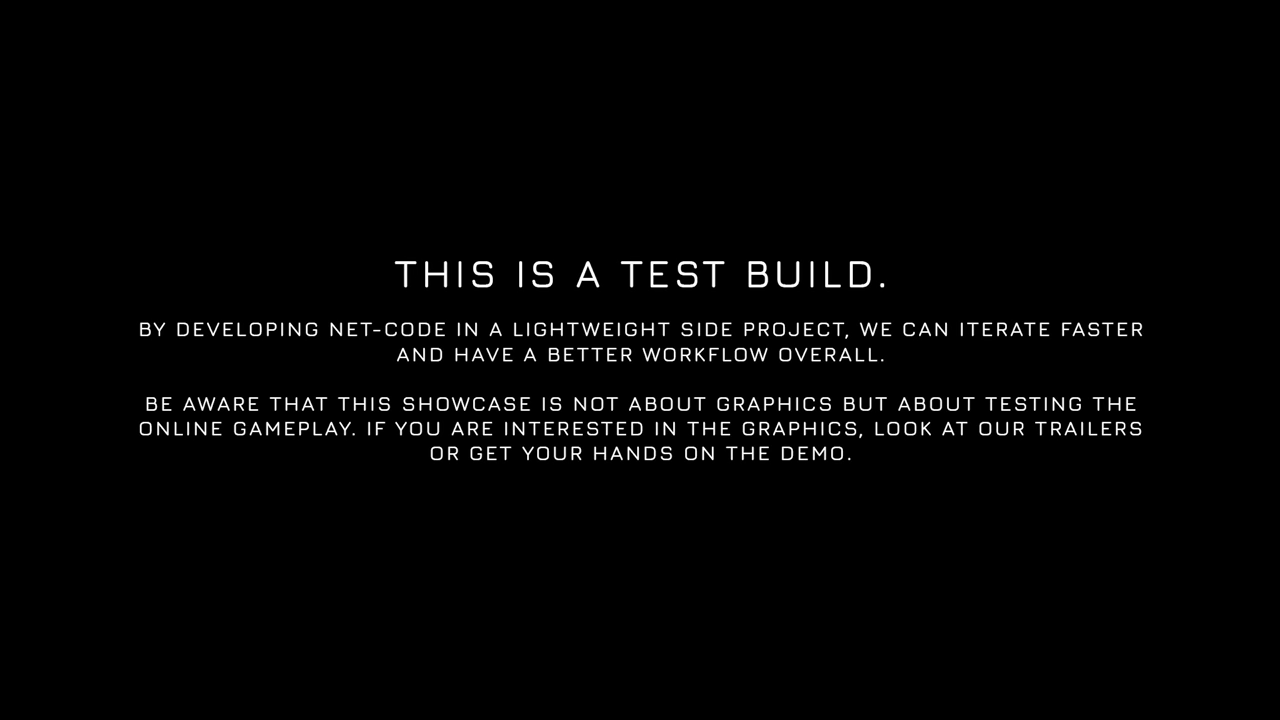 THIS IS A TEST BUILD.
BY DEVELOPING NET-CODE IN A LIGHTWEIGHT SIDE PROJECT, WE CAN ITERATE FASTER
AND HAVE A BETTER WORKFLOW OVERALL.
BE AWARE THAT THIS SHOWCASE IS NOT ABOUT GRAPHICS BUT ABOUT TESTING THE
ONLINE GAMEPLAY. IF YOU ARE INTERESTED IN THE GRAPHICS, LOOK AT OUR TRAILERS
OR GET YOUR HANDS ON THE DEMO.